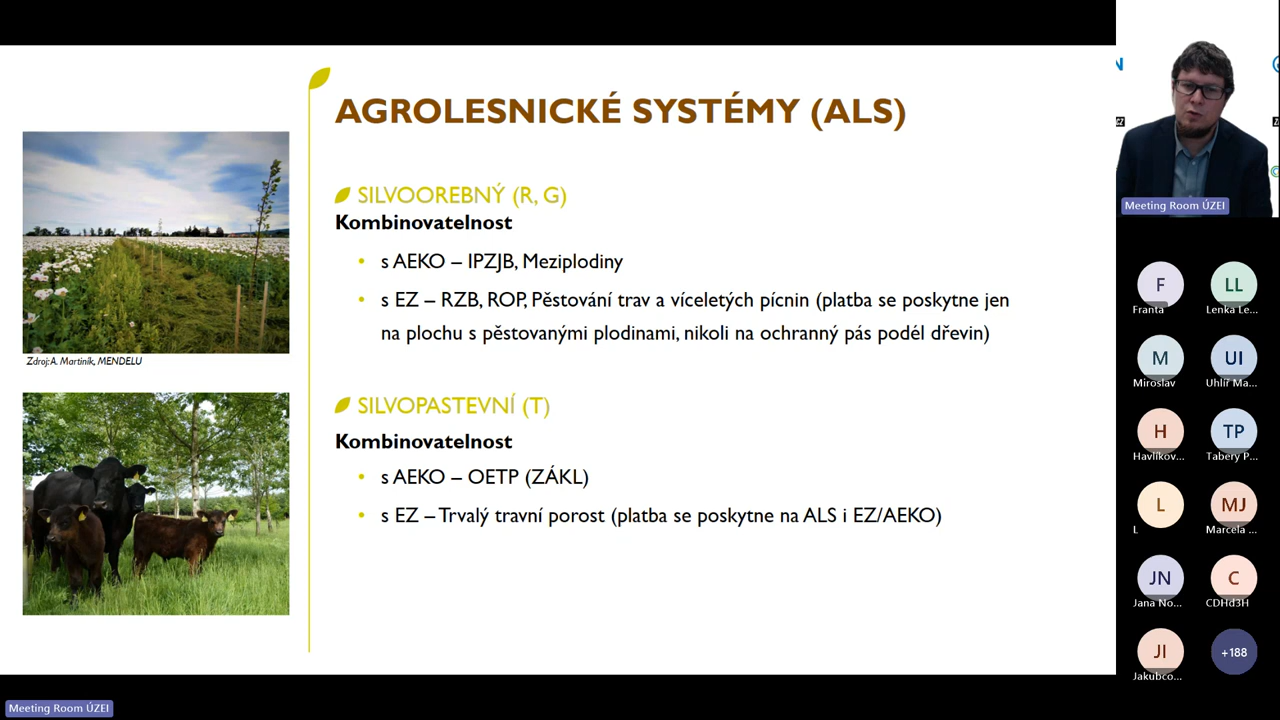 AGROLESNICKÉ SYSTÉMY (ALS)
SILVOOREBNÝ (R, G)
Kombinovatelnost
• s AEKO – IPZJB, Meziplodiny
• s EZ – RZB, ROP, Pěstování trav a víceletých pícnin (platba se poskytne jen
na plochu s pěstovanými plodinami, nikoli na ochranný pás podél dřevin)
Zdroj: A. Martiník, MENDELU
SILVOPASTEVNÍ (T)
Kombinovatelnost
• s AEKO – OETP (ZÁKL)
• s EZ – Trvalý travní porost (platba se poskytne na ALS i EZ/AEKO)
Meeting Room ÚZEI
N
F
Franta
LL
Lenka Le...
M
Miroslav
UI
Uhlíř Ma...
H
Havlíkov...
TP
Tabery P...
L
L
MJ
Marcela ...
JN
Jana No...
C
CDHd3H
JI
Jakubco...
+188
Meeting Room ÚZEI